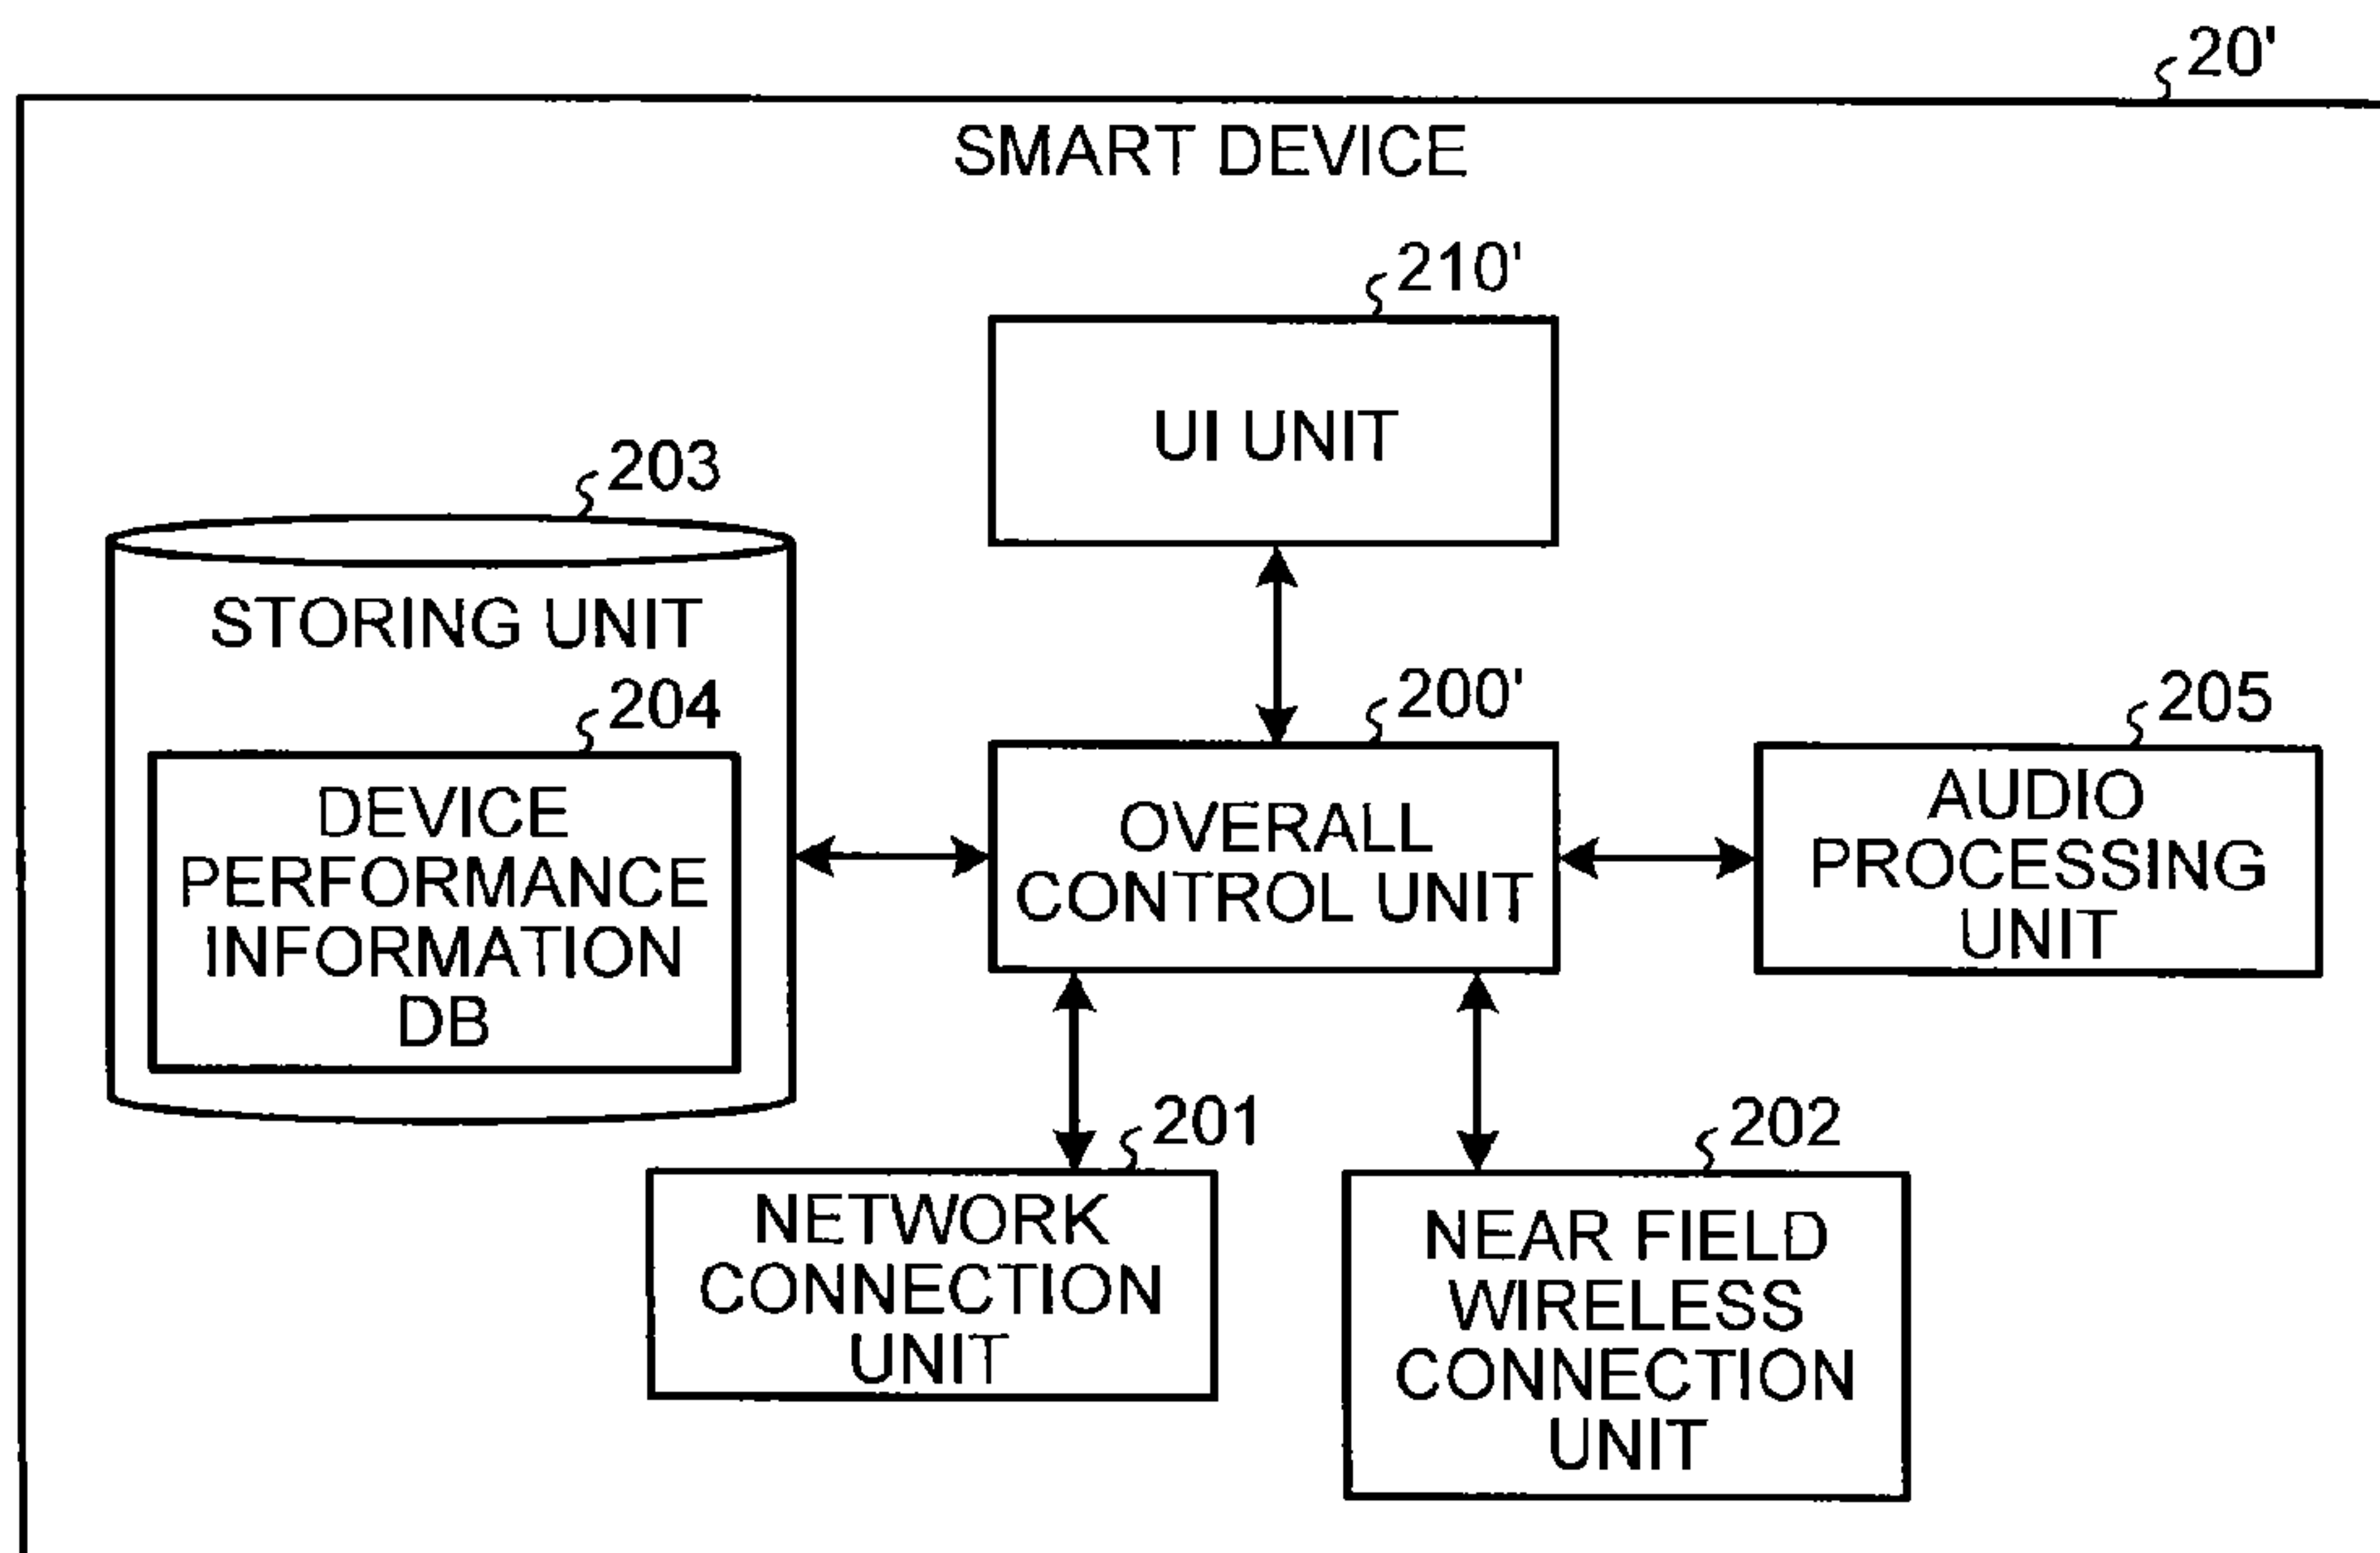 20'
SMART DEVICE
210'
UI UNIT
203
STORING UNIT
204
DEVICE
PERFORMANCE
INFORMATION
DB
200'
OVERALL
CONTROL UNIT
205
AUDIO
PROCESSING
UNIT
201
NETWORK
CONNECTION
UNIT
202
NEAR FIELD
WIRELESS
CONNECTION
UNIT